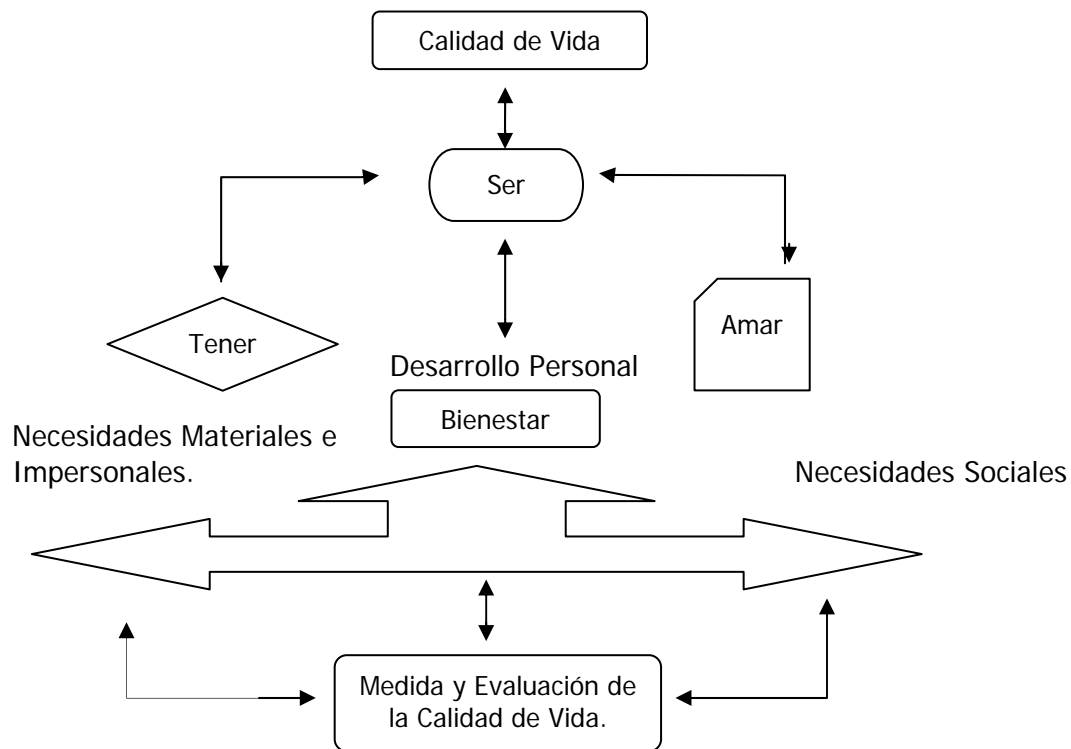 Calidad de Vida
Ser
Tener
Amar
Desarrollo Personal
Bienestar
Necesidades Materiales e
Impersonales.
Necesidades Sociales
Medida y Evaluación de
la Calidad de Vida.